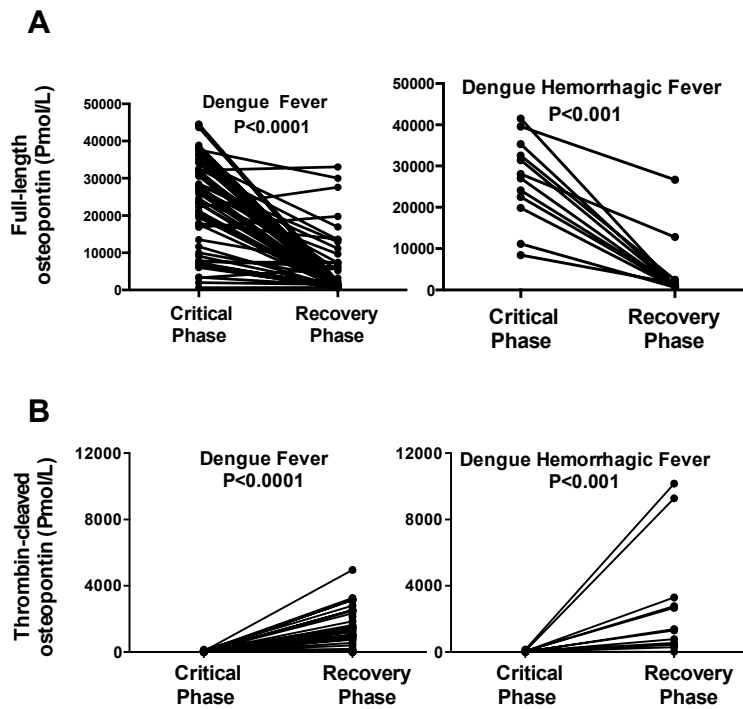 A
Full-length
osteopontin (Pmol/L)
Dengue Fever
P<0.0001
50000
40000
30000
20000
10000
0
Critical
Phase
Recovery
Phase
Dengue Hemorrhagic Fever
P<0.001
50000
40000
30000
20000
10000
0
Critical
Phase
Recovery
Phase
B
Thrombin-cleaved
osteopontin (Pmol/L)
Dengue Fever
P<0.0001
12000
8000
4000
0
Critical
Phase
Recovery
Phase
Dengue Hemorrhagic Fever
P<0.001
12000
8000
4000
0
Critical
Phase
Recovery
Phase